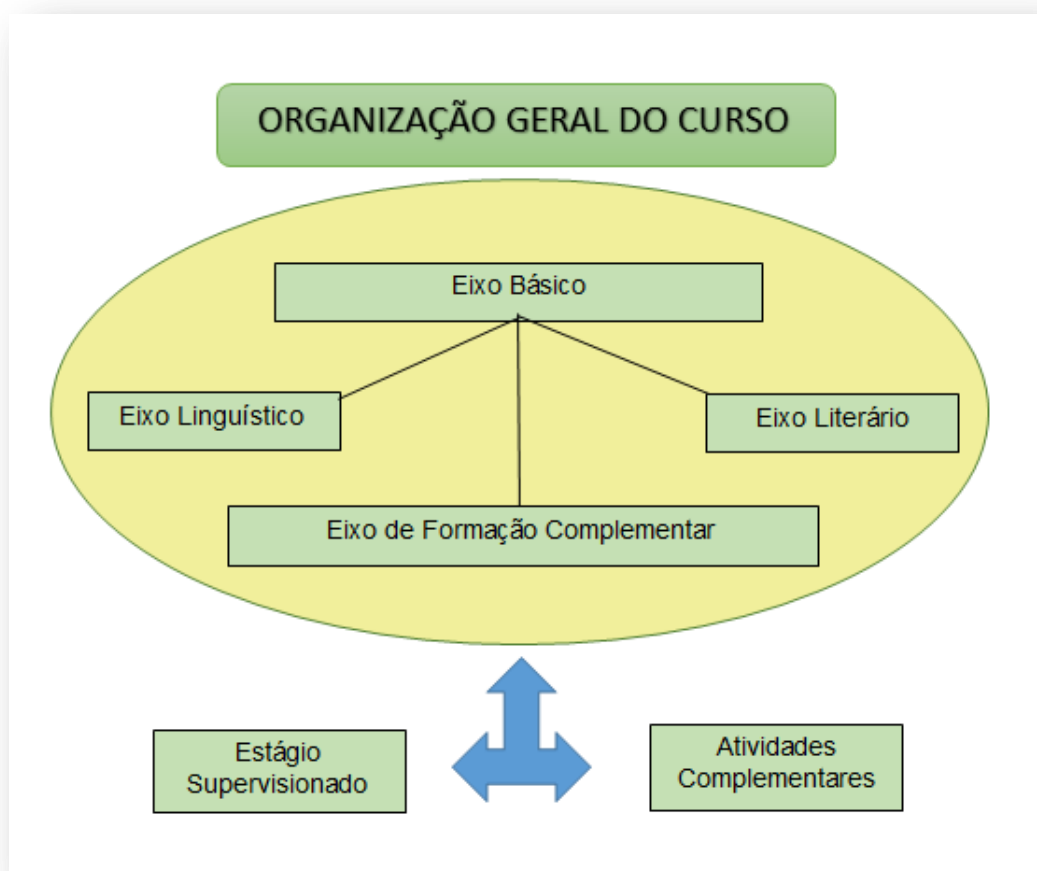 ORGANIZAÇÃO GERAL DO CURSO
Eixo Básico
Eixo Linguístico
Eixo Literário
Eixo de Formação Complementar
Estágio
Supervisionado
Atividades
Complementares